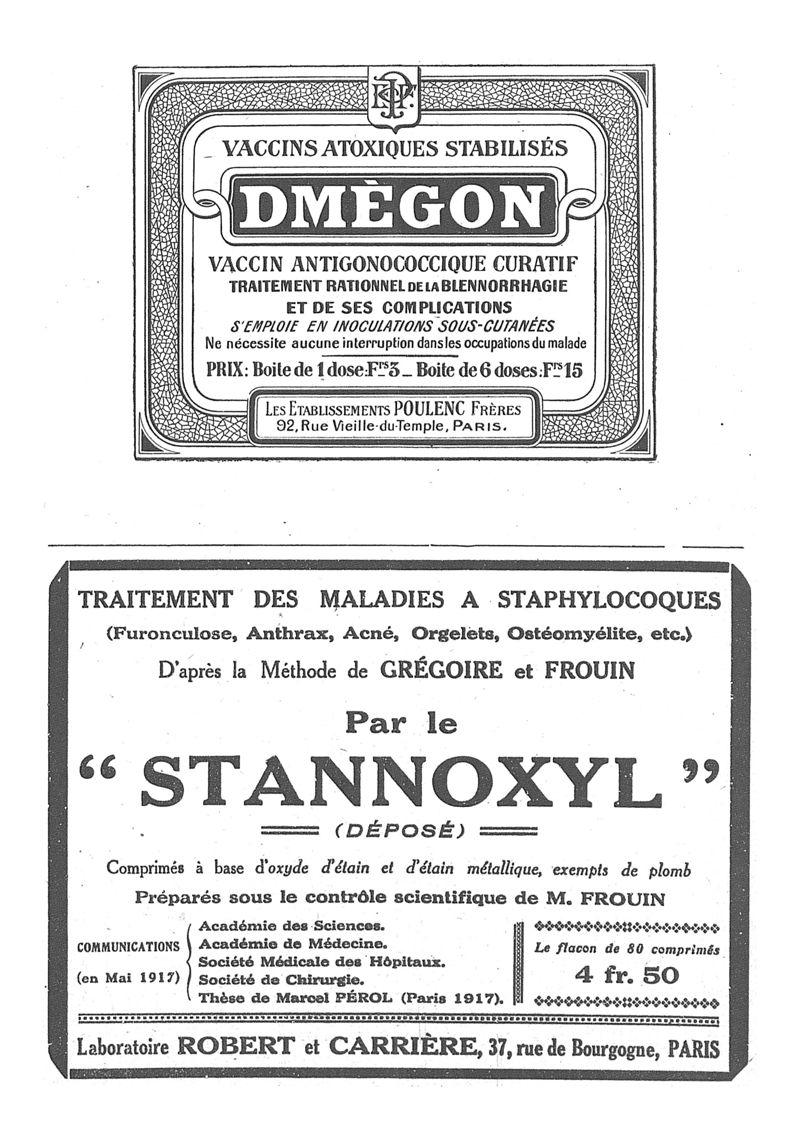 VACCINS ATOXIQUES STABILISÉS
DMÈGON
VACCIN ANTIGONOCOCCIQUE CURATIF
TRAITEMENT RATIONNEL DE LA BLENNORRHAGIE
ET DE SES COMPLICATIONS
S'EMPLOIE EN INOCULATIONS SOUS-CUTANÉES
Ne nécessite aucune interruption dans les occupations du malade
PRIX: Boite de 1 dose: Frs 3 _ Boite de 6 doses: Frs 15
LES ETABLISSEMENTS POULENC FRÈRES
92, Rue Vieille-du-Temple, PARIS.
TRAITEMENT DES MALADIES A STAPHYLOCOQUES
(Furonculose, Anthrax, Acné, Orgelets, Ostéomyélite, etc.)
D'après la Méthode de GRÉGOIRE et FROUIN
Par le
“ STANNOXYL ”
(DÉPOSÉ)
Comprimés à base d'oxyde d'étain et d'étain métallique, exempts de plomb
Préparés sous le contrôle scientifique de M. FROUIN
COMMUNICATIONS
(en Mai 1917)
Académie des Sciences.
Académie de Médecine.
Société Médicale des Hôpitaux.
Société de Chirurgie.
Thèse de Marcel PÉROL (Paris 1917).
Le flacon de 80 comprimés
4 fr. 50
Laboratoire ROBERT et CARRIÈRE, 37, rue de Bourgogne, PARIS